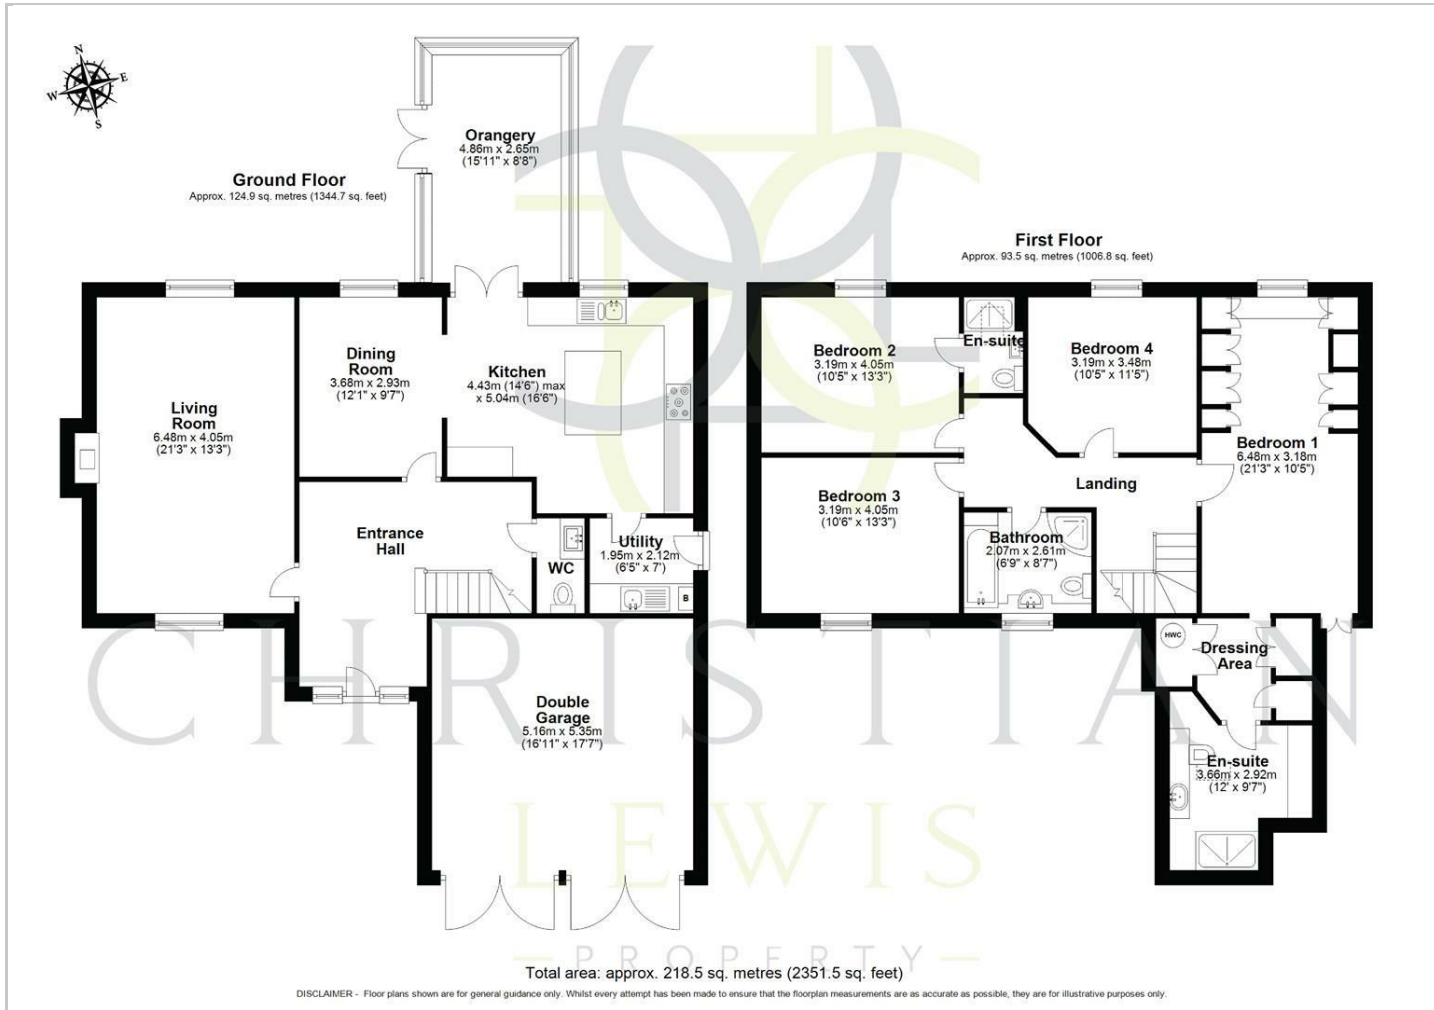 N
E
W
S
Ground Floor
Approx. 124.9 sq. metres (1344.7 sq. feet)
Orangery
4.86m x 2.65m
(15'11" x 8'8")
Living
Room
6.48m x 4.05m
(21'3" x 13'3")
Dining
Room
3.68m x 2.93m
(12'1" x 9'7")
Kitchen
4.43m (14'6") max
x 5.04m (16'6")
Entrance
Hall
WC
Utility
1.95m x 2.12m
(6'5" x 7')
B
Double
Garage
5.16m x 5.35m
(16'11" x 17'7")
First Floor
Approx. 93.5 sq. metres (1006.8 sq. feet)
Bedroom 2
3.19m x 4.05m
(10'5" x 13'3")
En-suite
Bedroom 4
3.19m x 3.48m
(10'5" x 11'5")
Bedroom 1
6.48m x 3.18m
(21'3" x 10'5")
Landing
Bedroom 3
3.19m x 4.05m
(10'6" x 13'3")
Bathroom
2.07m x 2.61m
(6'9" x 8'7")
HWC
Dressing
Area
En-suite
3.66m x 2.92m
(12' x 9'7")
CHRISTIAN
LEWIS
PROPERTY
Total area: approx. 218.5 sq. metres (2351.5 sq. feet)
DISCLAIMER - Floor plans shown are for general guidance only. Whilst every attempt has been made to ensure that the floorplan measurements are as accurate as possible, they are for illustrative purposes only.